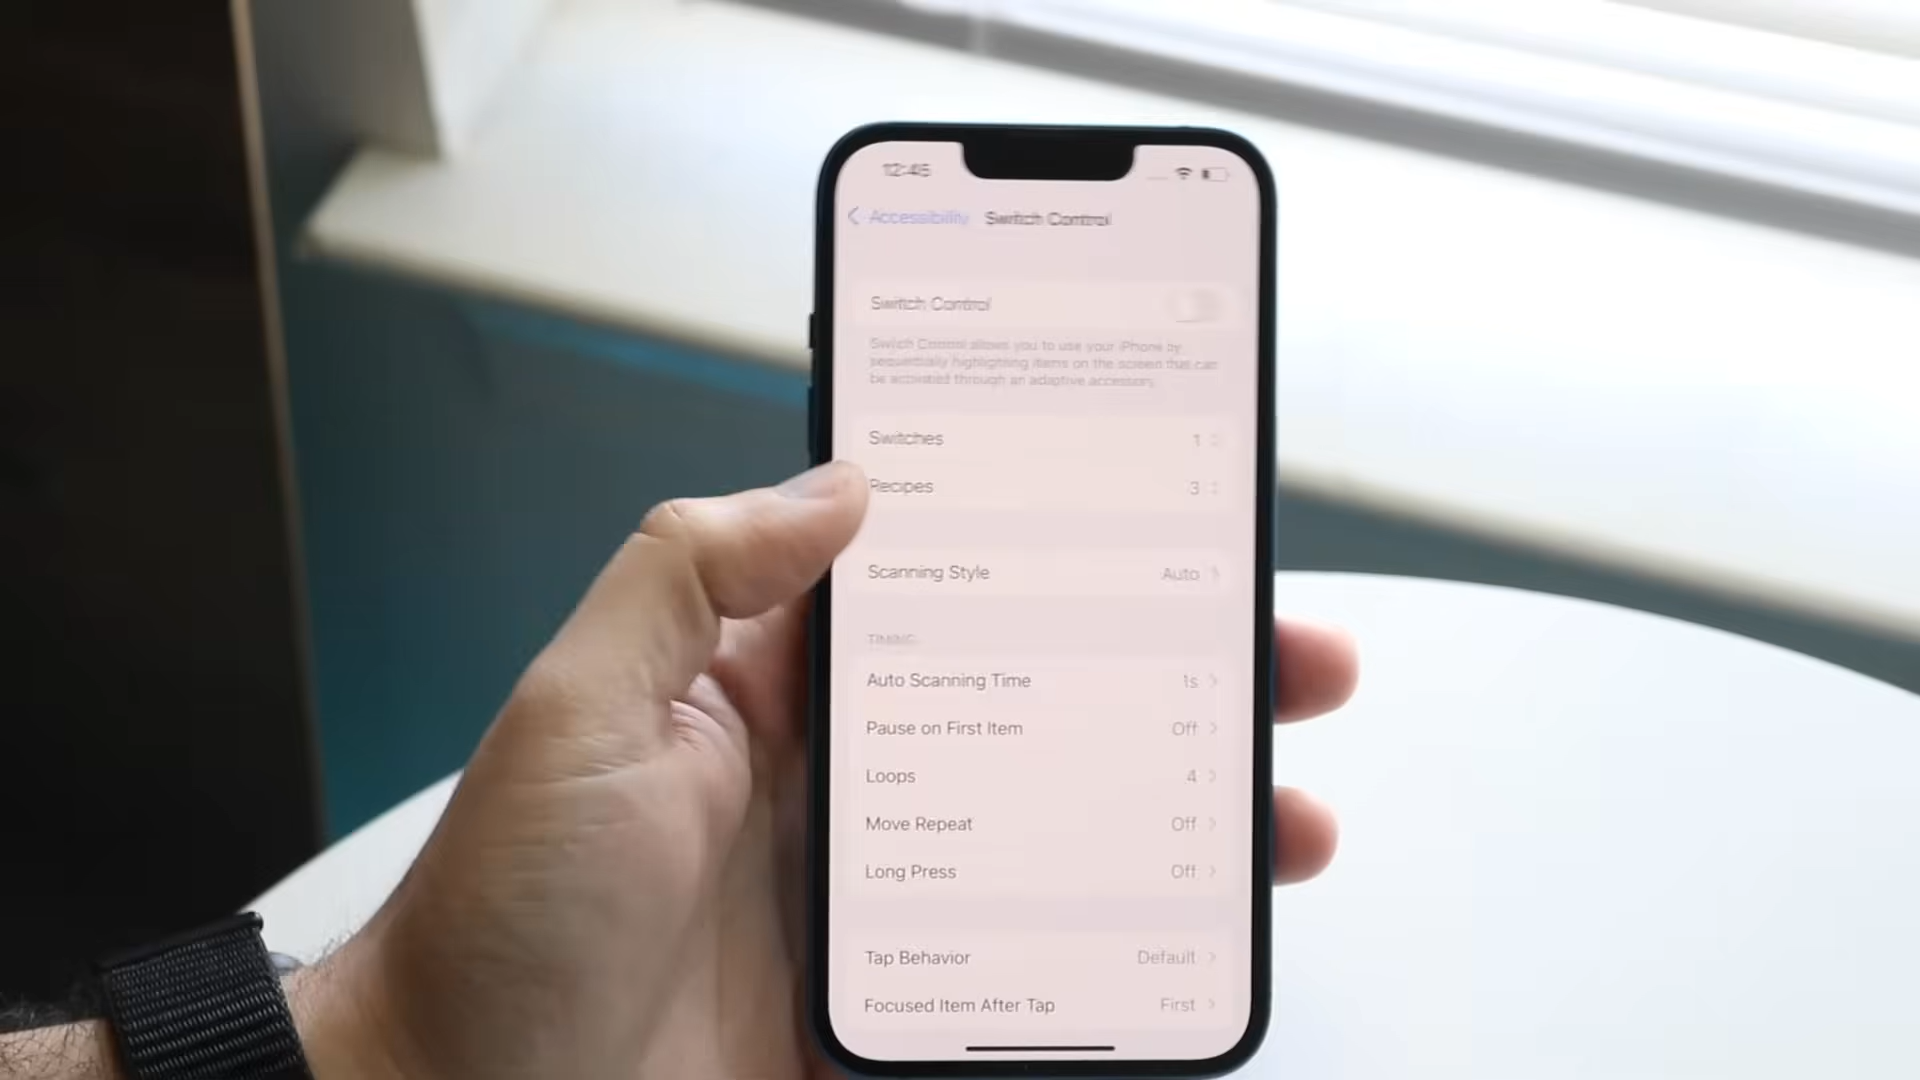 12:45
Accessibility Switch Control
Switch Control
Switch Control allows you to use your iPhone by
sequentially highlighting items on the screen that can
be activated through an adaptive accessory.
Switches 1
Recipes 3
Scanning Style Auto
TIMING
Auto Scanning Time 1s
Pause on First Item Off
Loops 4
Move Repeat Off
Long Press Off
Tap Behavior Default
Focused Item After Tap First